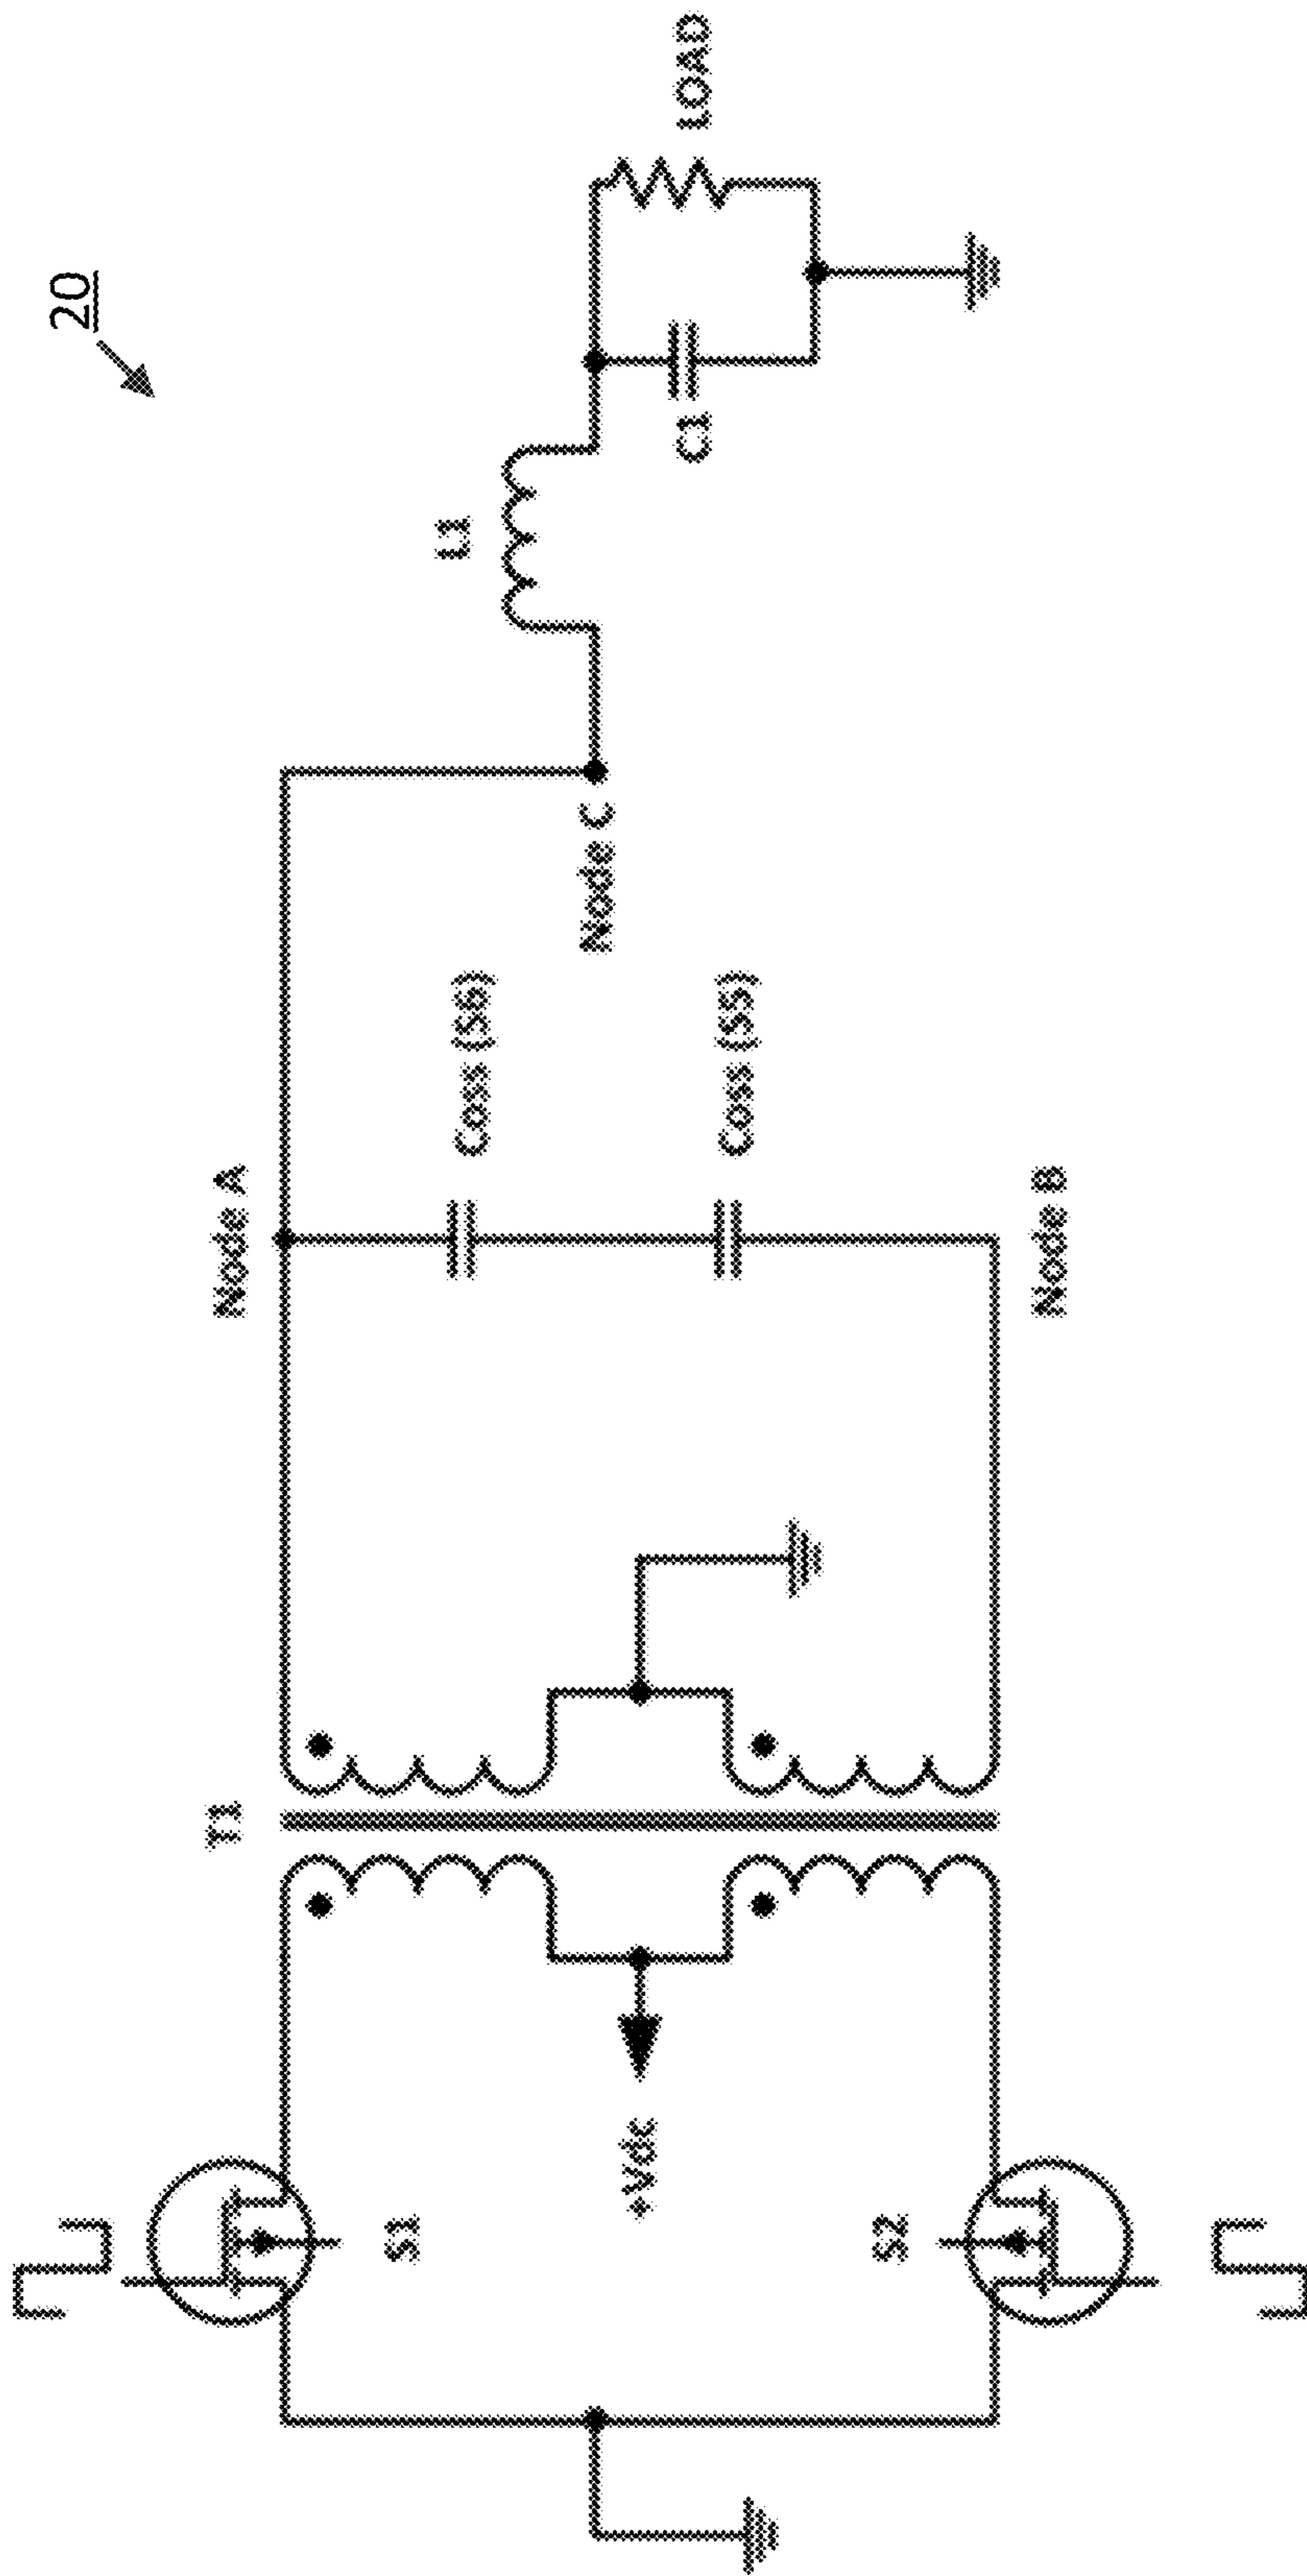 20
T1
Node A
L1
S1
Coss (S6)
+Vdc
Node C
C1
LOAD
Coss (S5)
S2
Node B